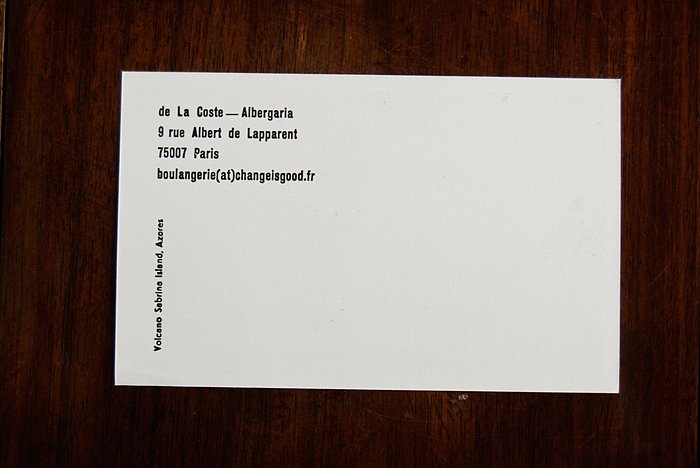 de La Coste — Albergaria
9 rue Albert de Lapparent
75007 Paris
boulangerie(at)changeisgood.fr
Volcano Sabrina Island, Azores